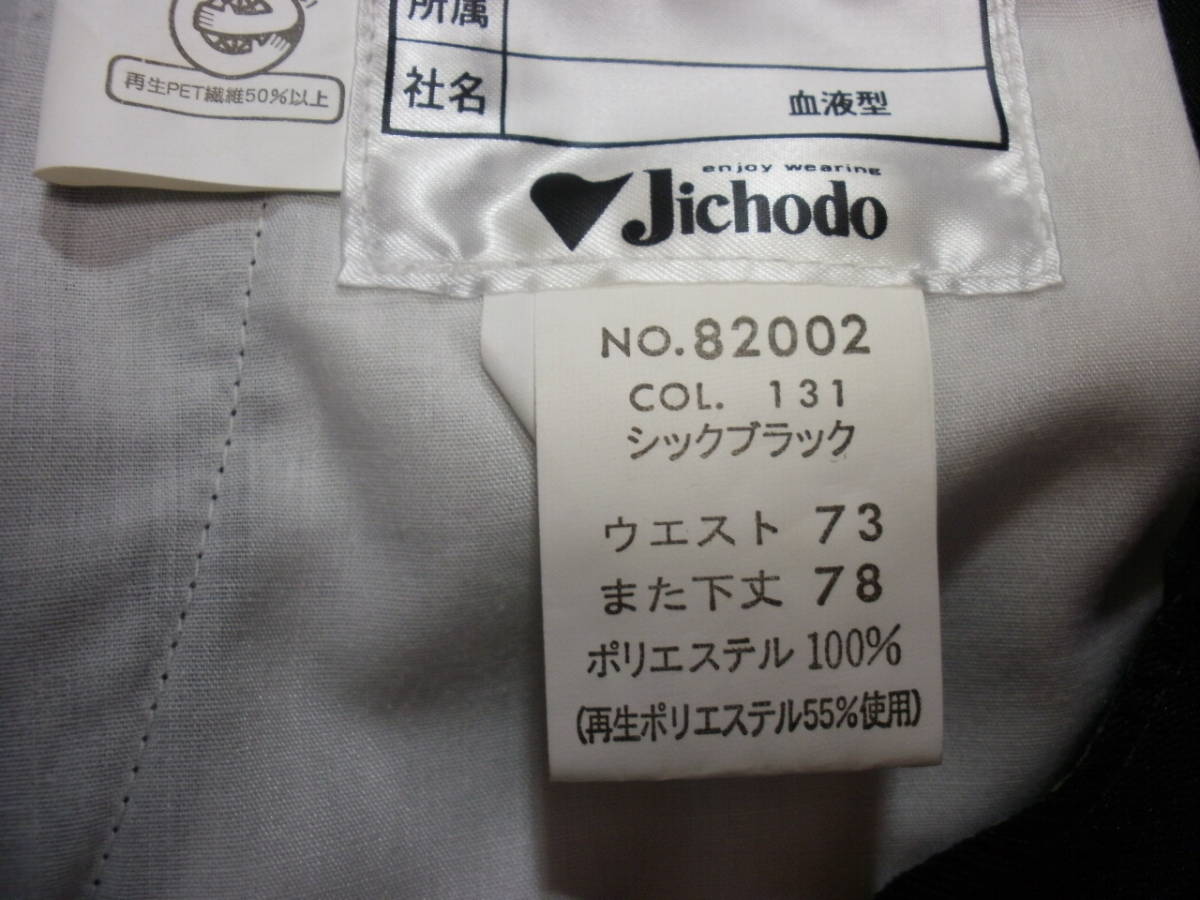 再生PET繊維50%以上
所属
社名
血液型
enjoy wearing
Jichodo
NO.82002
COL. 131
シックブラック
ウエスト 73
また下丈 78
ポリエステル 100%
(再生ポリエステル55%使用)